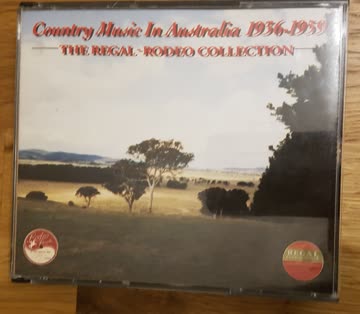 Country Music In Australia 1936-1959
THE REGAL-RODEO COLLECTION
REGAL